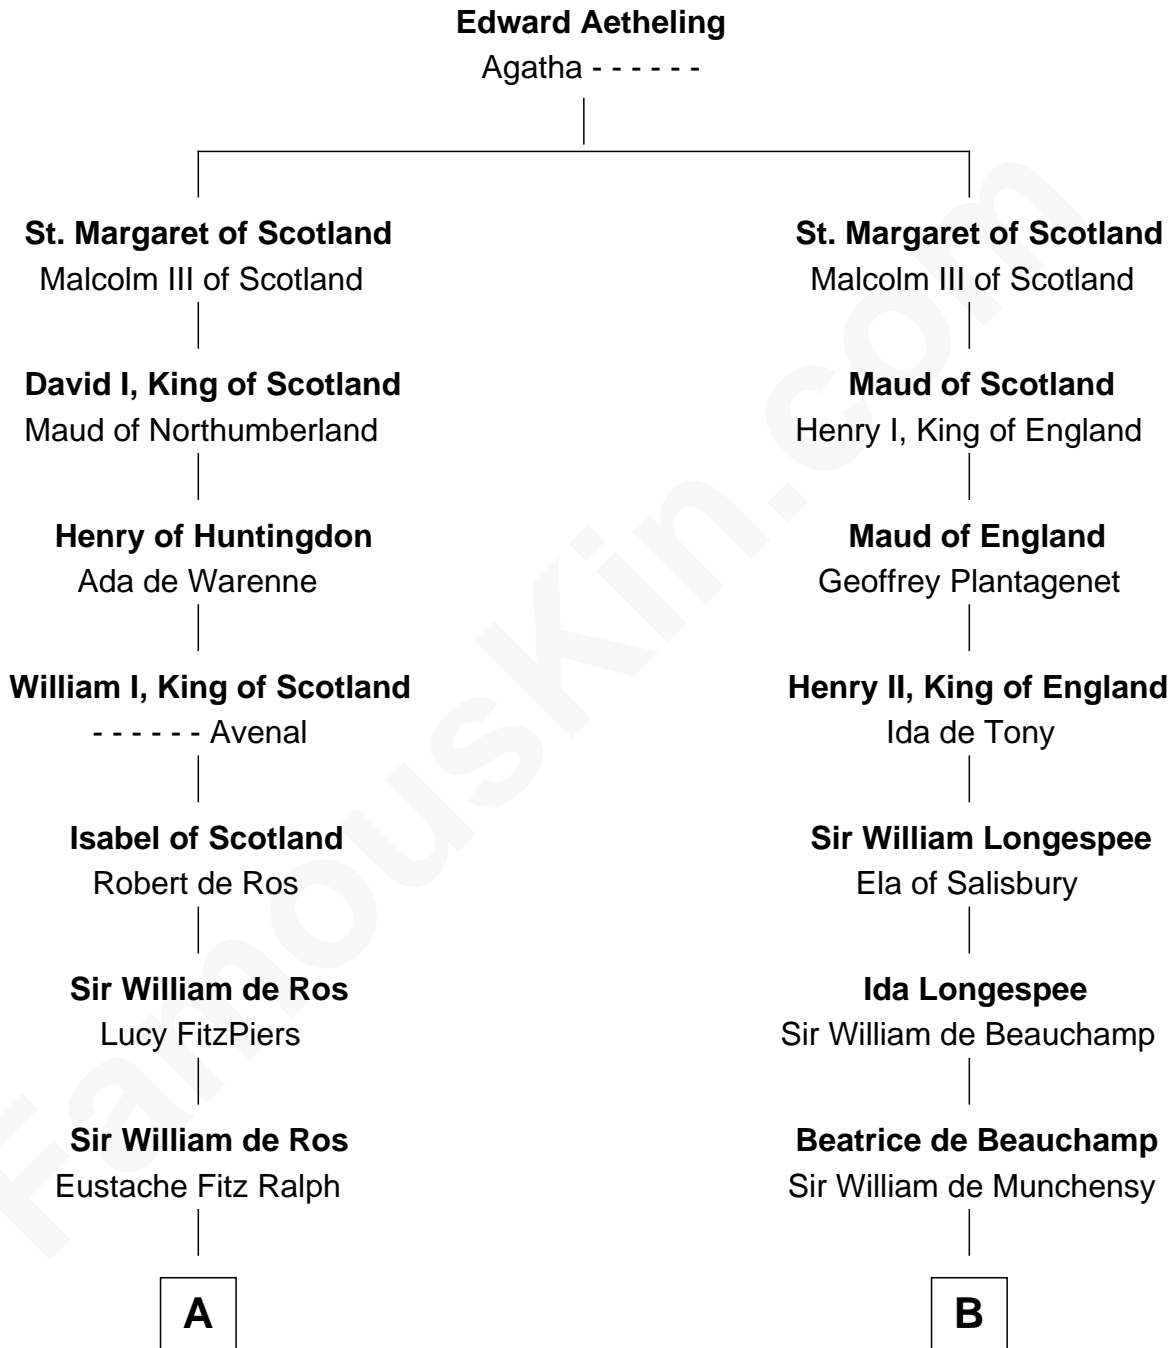 Edward Aetheling
Agatha - - - - - -
St. Margaret of Scotland
Malcolm III of Scotland
David I, King of Scotland
Maud of Northumberland
Henry of Huntingdon
Ada de Warenne
William I, King of Scotland
- - - - - - Avenal
Isabel of Scotland
Robert de Ros
Sir William de Ros
Lucy FitzPiers
Sir William de Ros
Eustache Fitz Ralph
A
St. Margaret of Scotland
Malcolm III of Scotland
Maud of Scotland
Henry I, King of England
Maud of England
Geoffrey Plantagenet
Henry II, King of England
Ida de Tony
Sir William Longespee
Ela of Salisbury
Ida Longespee
Sir William de Beauchamp
Beatrice de Beauchamp
Sir William de Munchensy
B
FamousKin.com